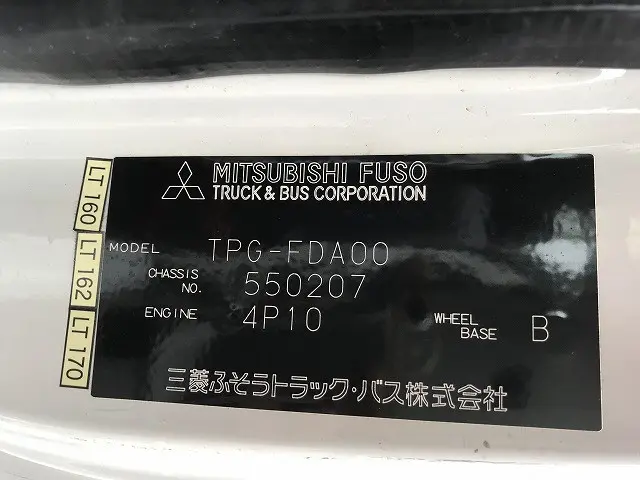 MITSUBISHI FUSO
TRUCK & BUS CORPORATION
LT 160
LT 162
LT 170
MODEL TPG-FDA00
CHASSIS NO. 550207
ENGINE 4P10
WHEEL BASE B
三菱ふそうトラック・バス株式会社